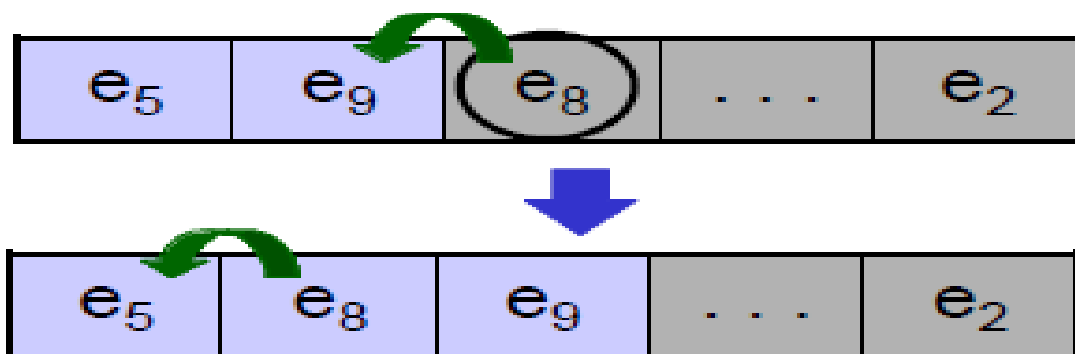 e₅ e₉ e₈ . . . e₂
e₅ e₈ e₉ . . . e₂